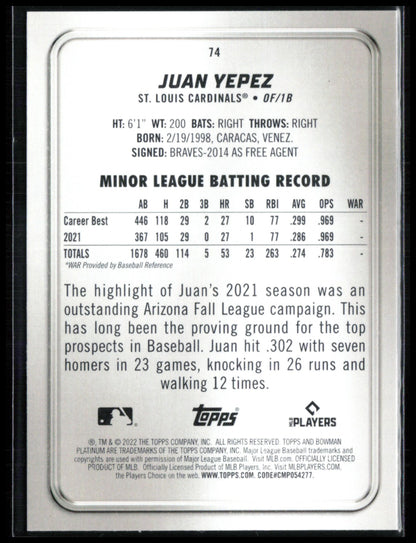 74
JUAN YEPEZ
ST. LOUIS CARDINALS® • OF/1B
HT: 6'1" WT: 200 BATS: RIGHT THROWS: RIGHT
BORN: 2/19/1998, CARACAS, VENEZ.
SIGNED: BRAVES-2014 AS FREE AGENT
MINOR LEAGUE BATTING RECORD
AB H 2B 3B HR SB RBI AVG OPS WAR
Career Best 446 118 29 2 27 10 77 .299 .969 -
2021 367 105 29 0 27 1 77 .286 .969 -
TOTALS 1678 460 114 5 53 23 263 .274 .783 -
*WAR Provided by Baseball Reference
The highlight of Juan's 2021 season was an
outstanding Arizona Fall League campaign. This
has long been the proving ground for the top
prospects in Baseball. Juan hit .302 with seven
homers in 23 games, knocking in 26 runs and
walking 12 times.
topps
MLB PLAYERS
®, TM & © 2022 THE TOPPS COMPANY, INC. ALL RIGHTS RESERVED. TOPPS AND BOWMAN
PLATINUM ARE TRADEMARKS OF THE TOPPS COMPANY, INC. Major League Baseball trademarks and
copyrights are used with permission of Major League Baseball. Visit MLB.com. OFFICIALLY LICENSED
PRODUCT OF MLB. Officially Licensed Product of MLB Players, Inc. Visit MLBPLAYERS.com,
the Players Choice on the web. WWW.TOPPS.COM. CODE#CMP054277.